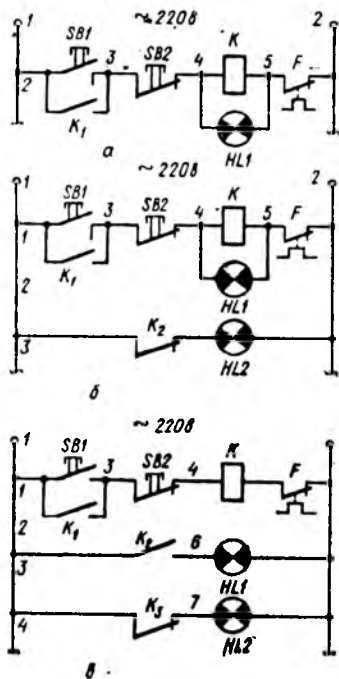 ~220В
1 2
SB1 3 SB2 4 K 5 F
2
K1
HL1
а
~220В
1 2
SB1 3 SB2 4 K 5 F
1
K1
2
HL1
K2
3
HL2
б
~220В
1
SB1 3 SB2 4 K F
1
K1
2
K2 6
3
HL1
K3 7
4
HL2
в